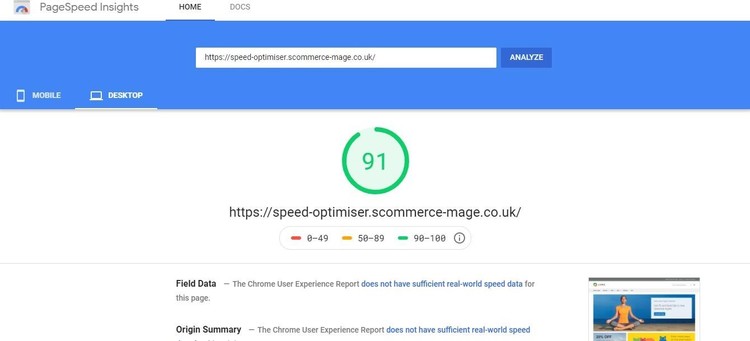 PageSpeed Insights
HOME
DOCS
https://speed-optimiser.scommerce-mage.co.uk/
ANALYZE
MOBILE
DESKTOP
91
https://speed-optimiser.scommerce-mage.co.uk/
0–49
50–89
90–100
Field Data — The Chrome User Experience Report does not have sufficient real-world speed data for
this page.
Origin Summary — The Chrome User Experience Report does not have sufficient real-world speed